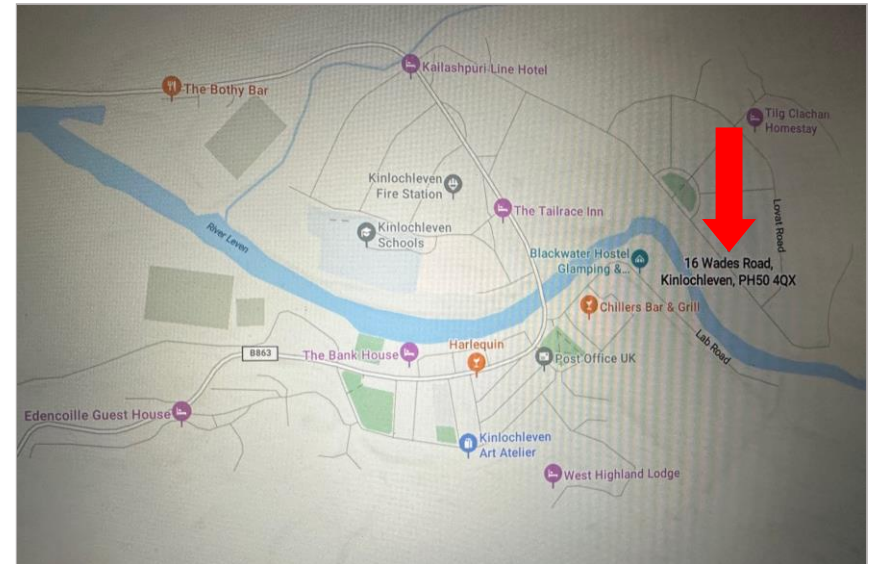 Kailashpuri Line Hotel
The Bothy Bar
Tilg Clachan
Homestay
Kinlochleven
Fire Station
The Tailrace Inn
Lovat Road
Kinlochleven
Schools
River Leven
Blackwater Hostel
Glamping &...
16 Wades Road,
Kinlochleven, PH50 4QX
Chillers Bar & Grill
Lab Road
Harlequin
B863
The Bank House
Post Office UK
Edencoille Guest House
Kinlochleven
Art Atelier
West Highland Lodge